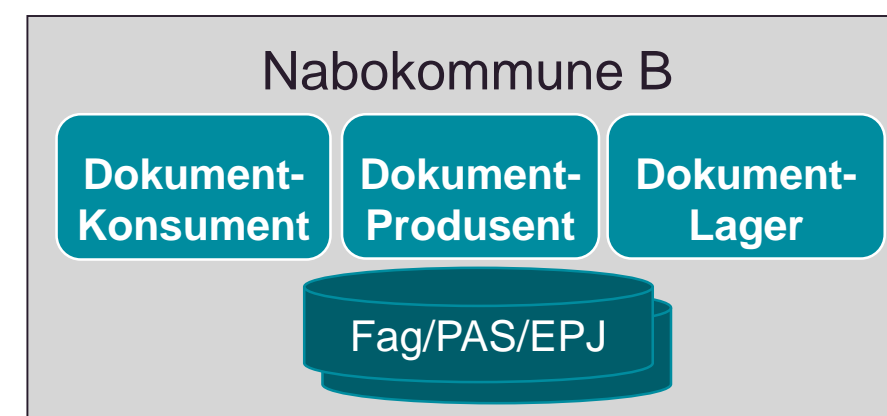 Nabokommune B
Dokument-
Konsument
Dokument-
Produsent
Dokument-
Lager
Fag/PAS/EPJ